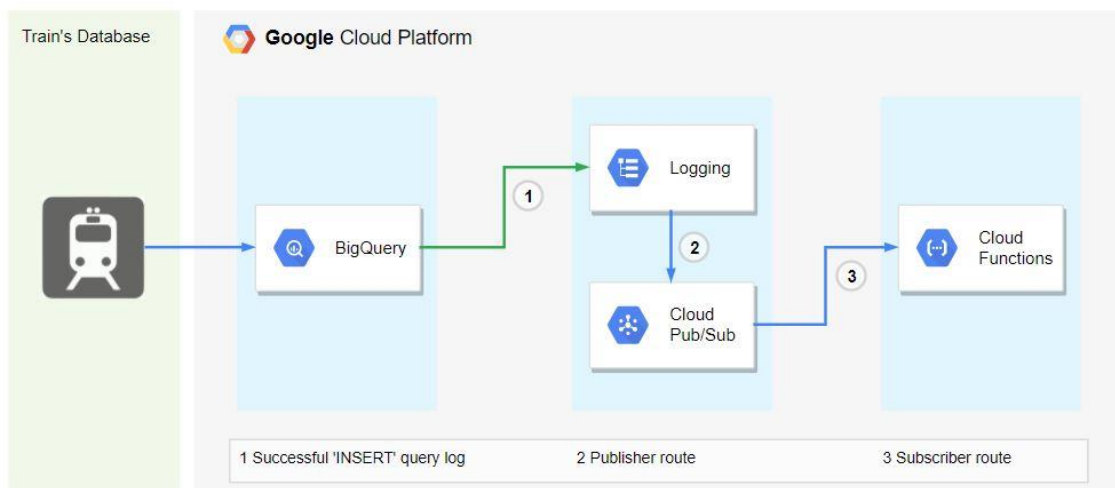 Train's Database
Google Cloud Platform
Logging
1
BigQuery
2
Cloud
Functions
3
Cloud
Pub/Sub
1 Successful 'INSERT' query log
2 Publisher route
3 Subscriber route